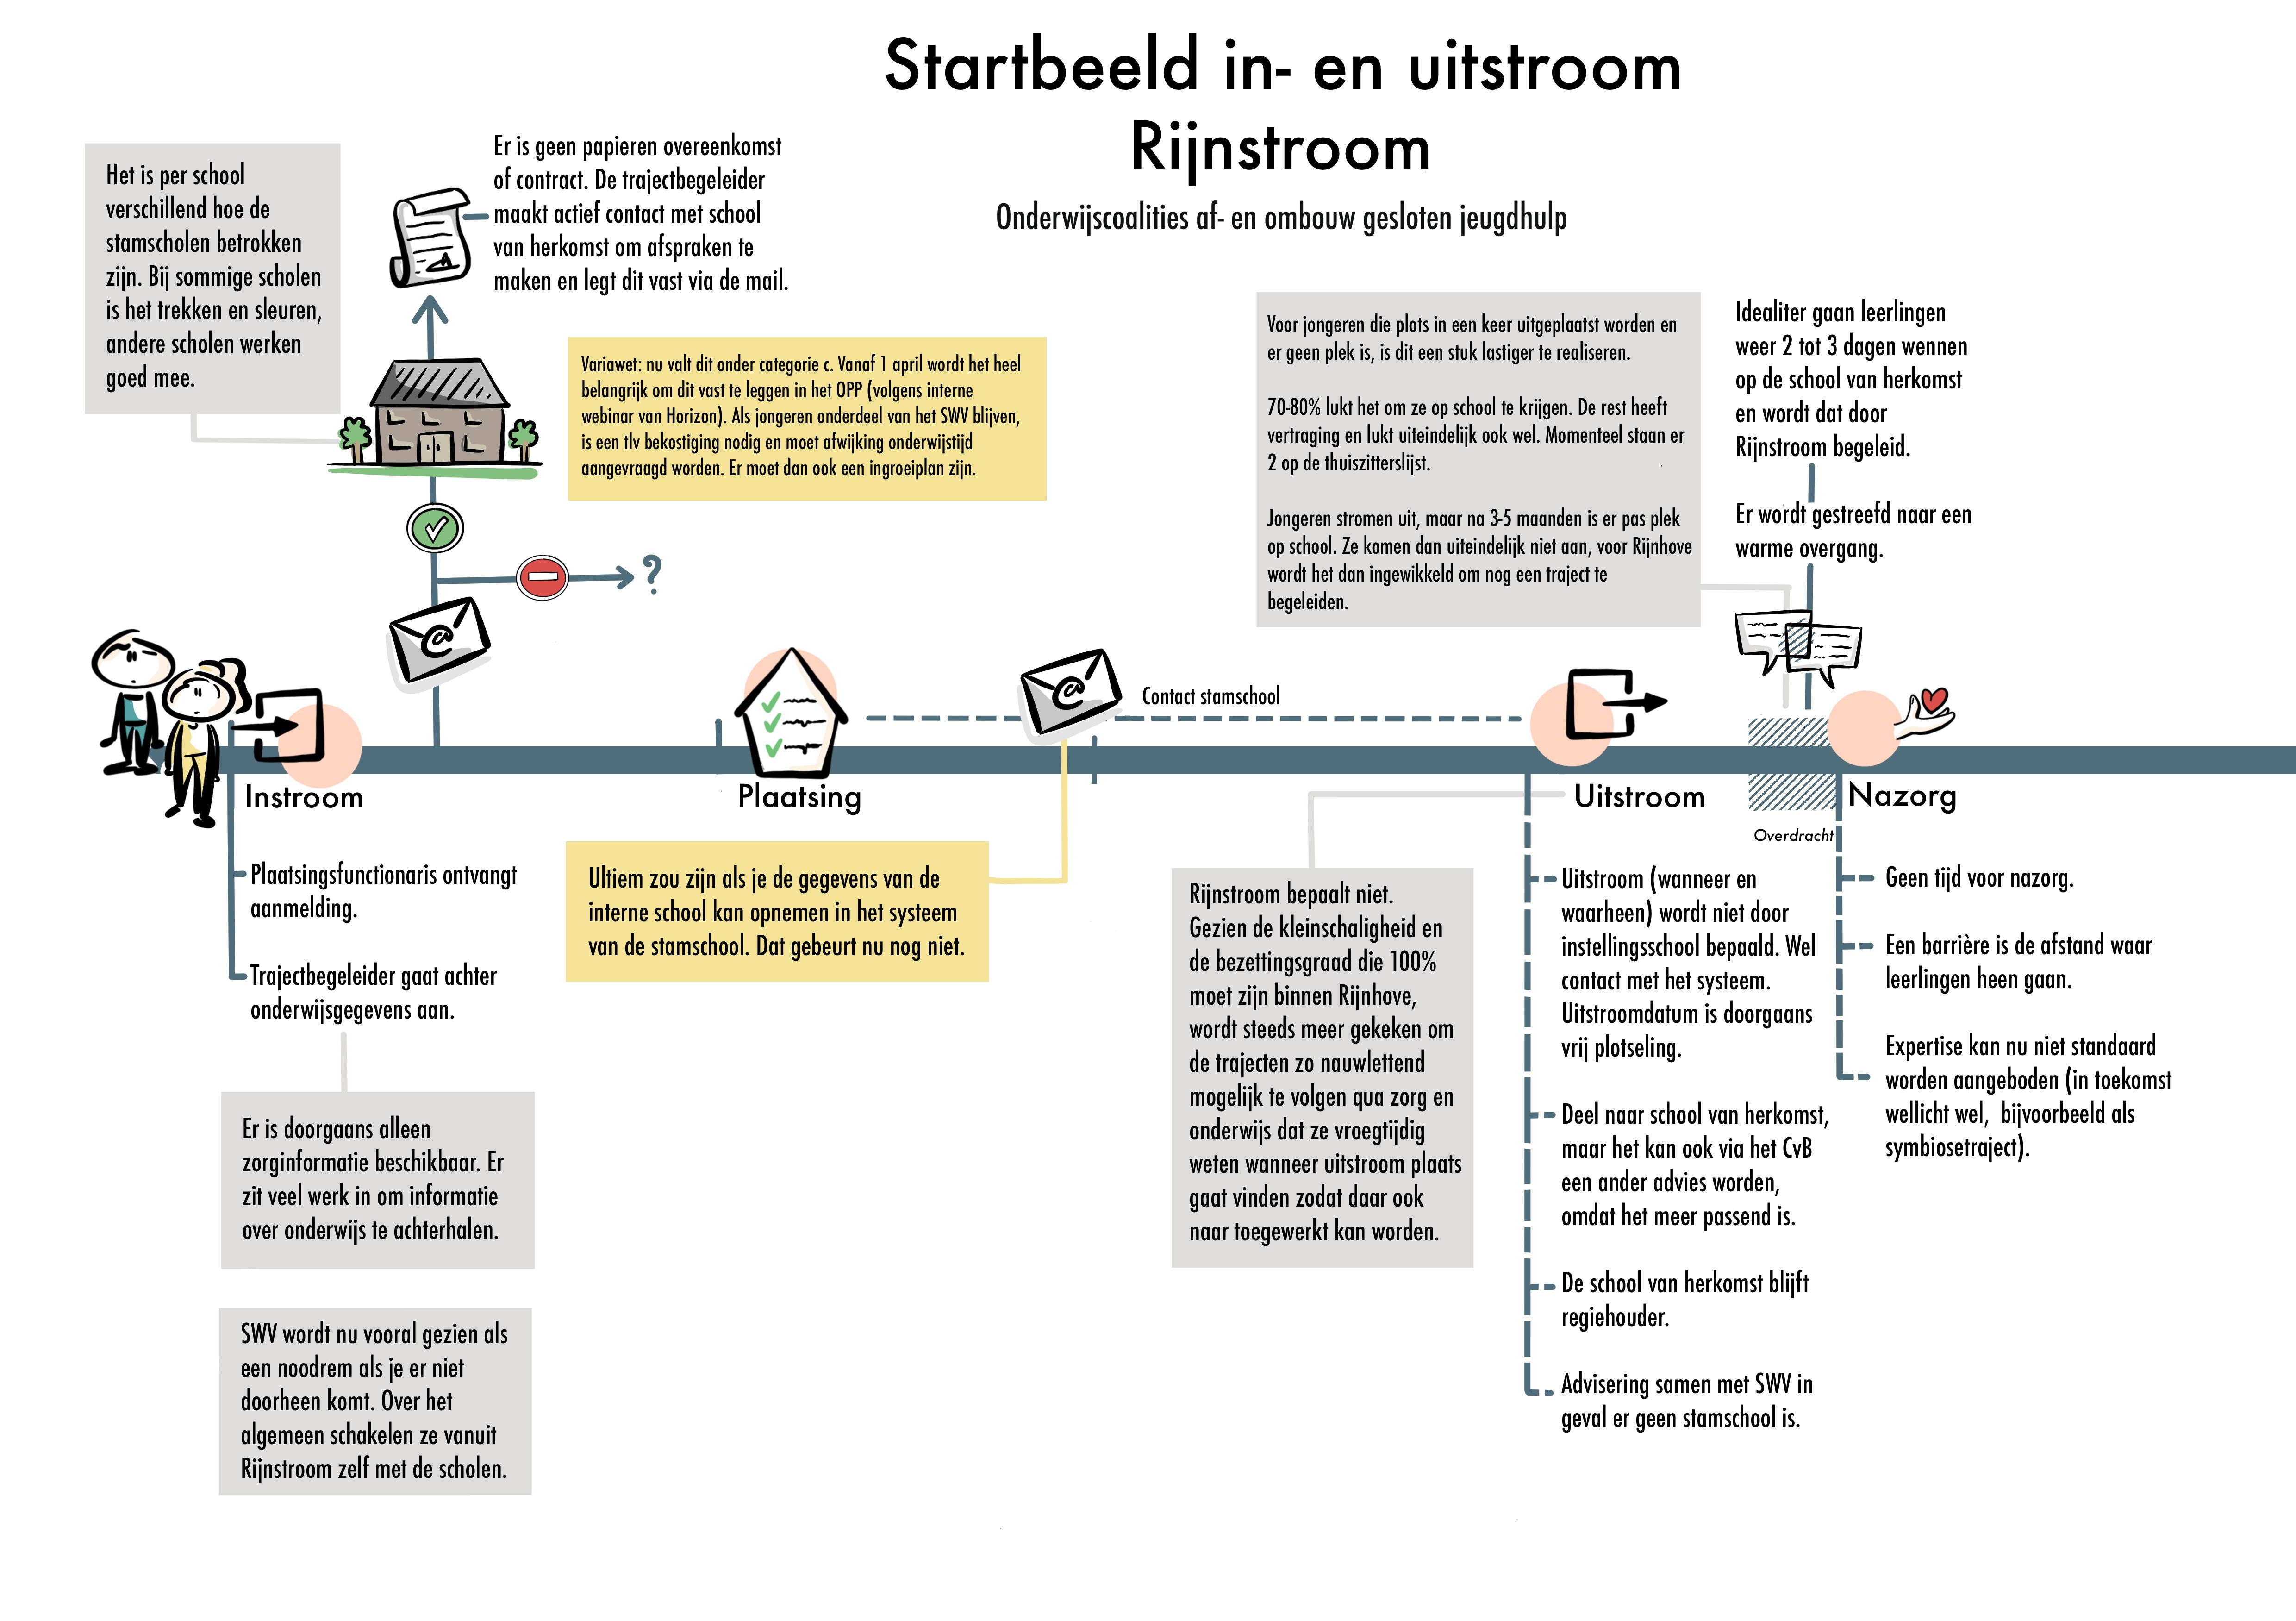 Startbeeld in- en uitstroom
Rijnstroom
Onderwijscoalities af- en ombouw gesloten jeugdhulp
Het is per school
verschillend hoe de
stamscholen betrokken
zijn. Bij sommige scholen
is het trekken en sleuren,
andere scholen werken
goed mee.
Er is geen papieren overeenkomst
of contract. De trajectbegeleider
maakt actief contact met school
van herkomst om afspraken te
maken en legt dit vast via de mail.
Variawet: nu valt dit onder categorie c. Vanaf 1 april wordt het heel
belangrijk om dit vast te leggen in het OPP (volgens interne
webinar van Horizon). Als jongeren onderdeel van het SWV blijven,
is een tlv bekostiging nodig en moet afwijking onderwijstijd
aangevraagd worden. Er moet dan ook een ingroeiplan zijn.
Voor jongeren die plots in een keer uitgeplaatst worden en
er geen plek is, is dit een stuk lastiger te realiseren.
70-80% lukt het om ze op school te krijgen. De rest heeft
vertraging en lukt uiteindelijk ook wel. Momenteel staan er
2 op de thuiszitterslijst.
Jongeren stromen uit, maar na 3-5 maanden is er pas plek
op school. Ze komen dan uiteindelijk niet aan, voor Rijnhove
wordt het dan ingewikkeld om nog een traject te
begeleiden.
Idealiter gaan leerlingen
weer 2 tot 3 dagen wennen
op de school van herkomst
en wordt dat door
Rijnstroom begeleid.
Er wordt gestreefd naar een
warme overgang.
?
@
@
Contact stamschool
Instroom
Plaatsing
Uitstroom
Overdracht
Nazorg
Plaatsingsfunctionaris ontvangt
aanmelding.
Trajectbegeleider gaat achter
onderwijsgegevens aan.
Er is doorgaans alleen
zorginformatie beschikbaar. Er
zit veel werk in om informatie
over onderwijs te achterhalen.
SWV wordt nu vooral gezien als
een noodrem als je er niet
doorheen komt. Over het
algemeen schakelen ze vanuit
Rijnstroom zelf met de scholen.
Ultiem zou zijn als je de gegevens van de
interne school kan opnemen in het systeem
van de stamschool. Dat gebeurt nu nog niet.
Rijnstroom bepaalt niet.
Gezien de kleinschaligheid en
de bezettingsgraad die 100%
moet zijn binnen Rijnhove,
wordt steeds meer gekeken om
de trajecten zo nauwlettend
mogelijk te volgen qua zorg en
onderwijs dat ze vroegtijdig
weten wanneer uitstroom plaats
gaat vinden zodat daar ook
naar toegewerkt kan worden.
Uitstroom (wanneer en
waarheen) wordt niet door
instellingsschool bepaald. Wel
contact met het systeem.
Uitstroomdatum is doorgaans
vrij plotseling.
Deel naar school van herkomst,
maar het kan ook via het CvB
een ander advies worden,
omdat het meer passend is.
De school van herkomst blijft
regiehouder.
Advisering samen met SWV in
geval er geen stamschool is.
Geen tijd voor nazorg.
Een barrière is de afstand waar
leerlingen heen gaan.
Expertise kan nu niet standaard
worden aangeboden (in toekomst
wellicht wel, bijvoorbeeld als
symbiosetraject).